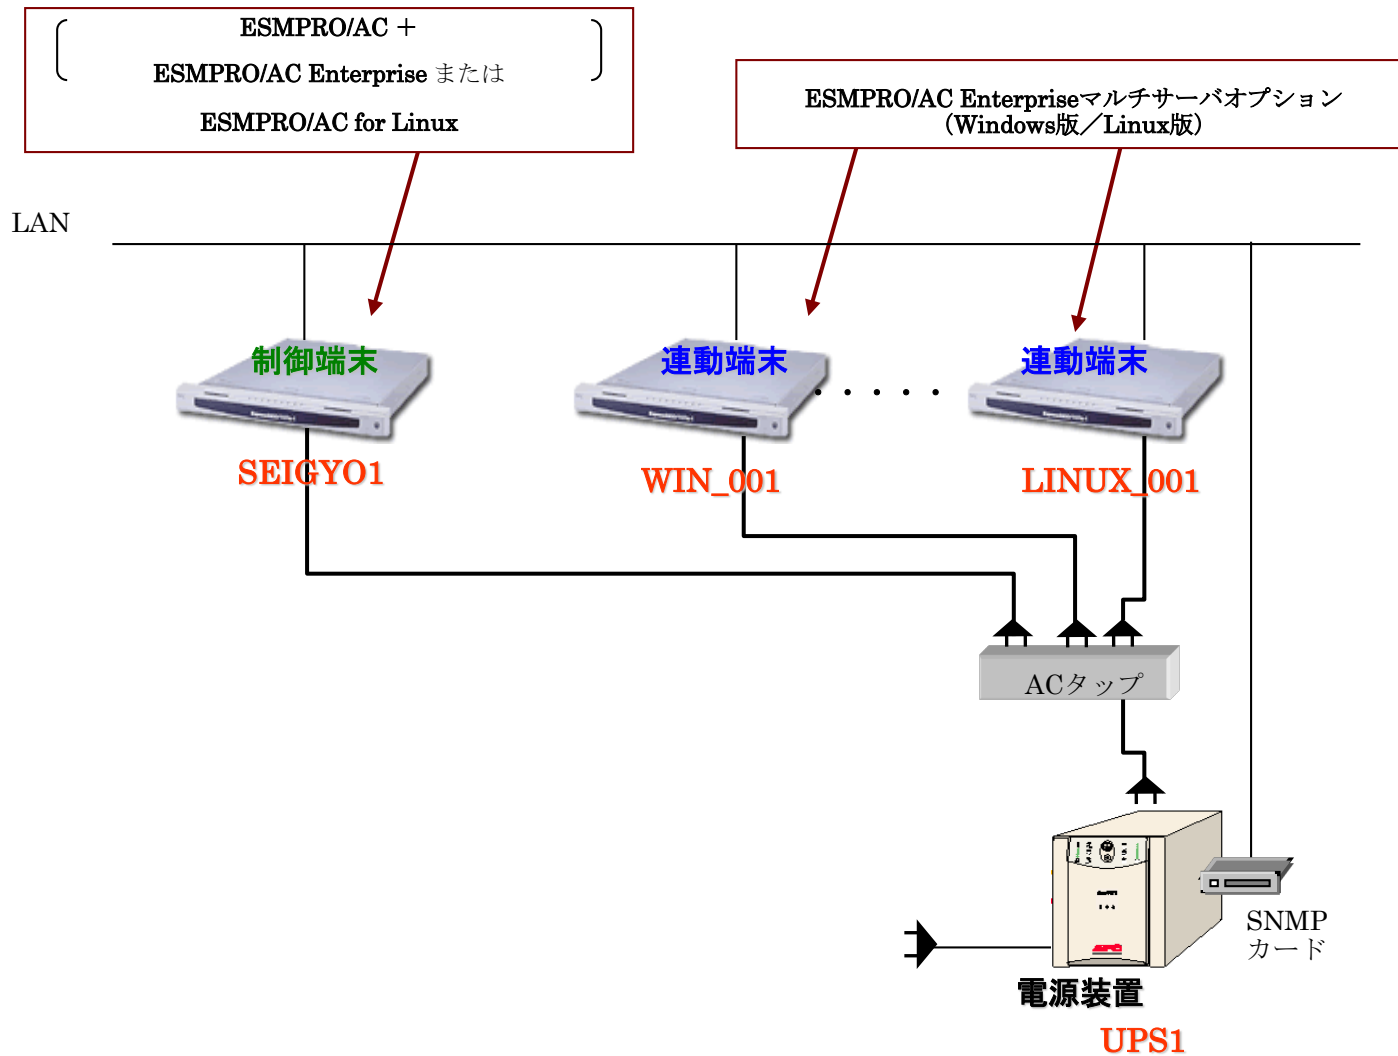 ESMPRO/AC ＋
ESMPRO/AC Enterprise または
ESMPRO/AC for Linux
ESMPRO/AC Enterpriseマルチサーバオプション
（Windows版／Linux版）
LAN
制御端末
連動端末
・・・・・
連動端末
SEIGYO1
WIN_001
LINUX_001
ACタップ
APC
SNMP
カード
電源装置
UPS1